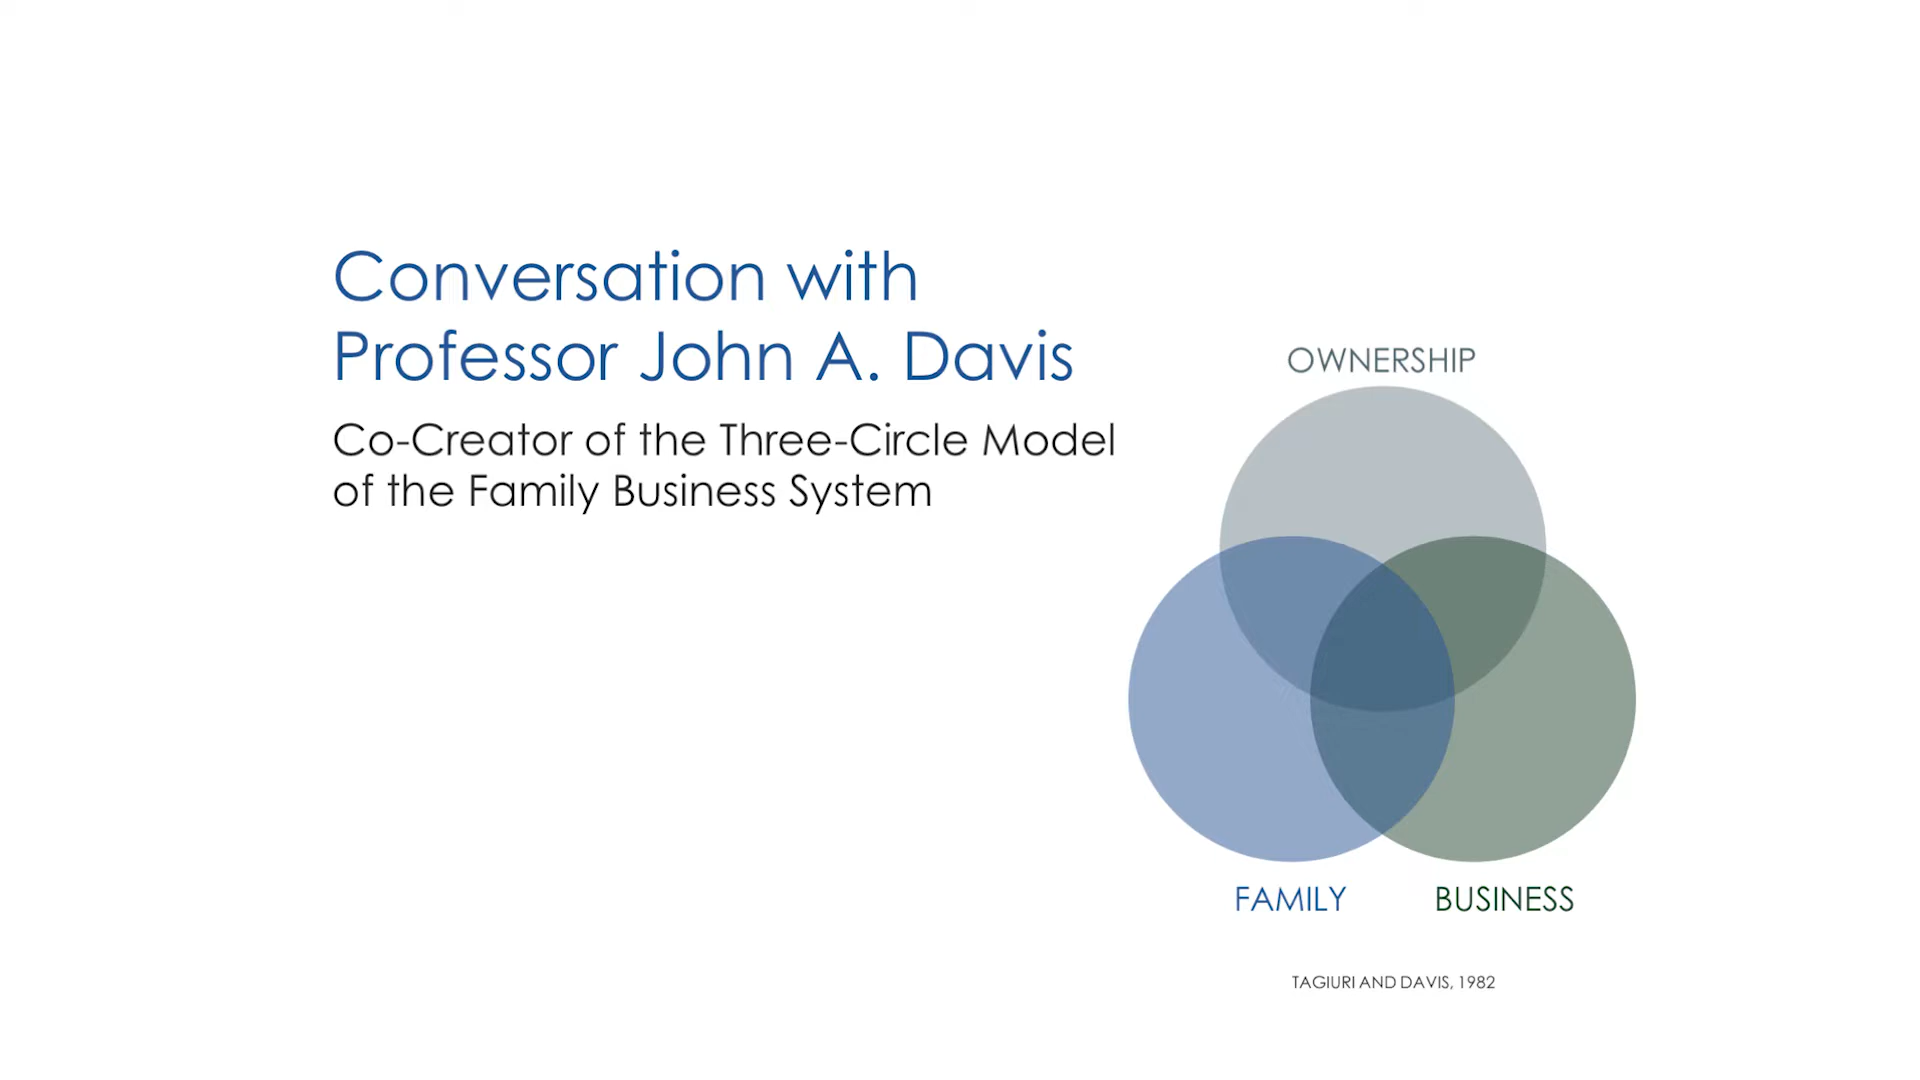 Conversation with
Professor John A. Davis
Co-Creator of the Three-Circle Model
of the Family Business System
OWNERSHIP
FAMILY
BUSINESS
TAGIURI AND DAVIS, 1982